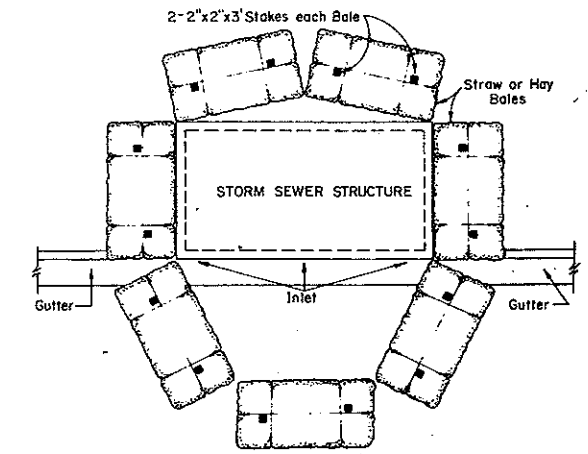 2-2"x2"x3' Stakes each Bale
Straw or Hay
Bales
STORM SEWER STRUCTURE
Gutter
Inlet
Gutter